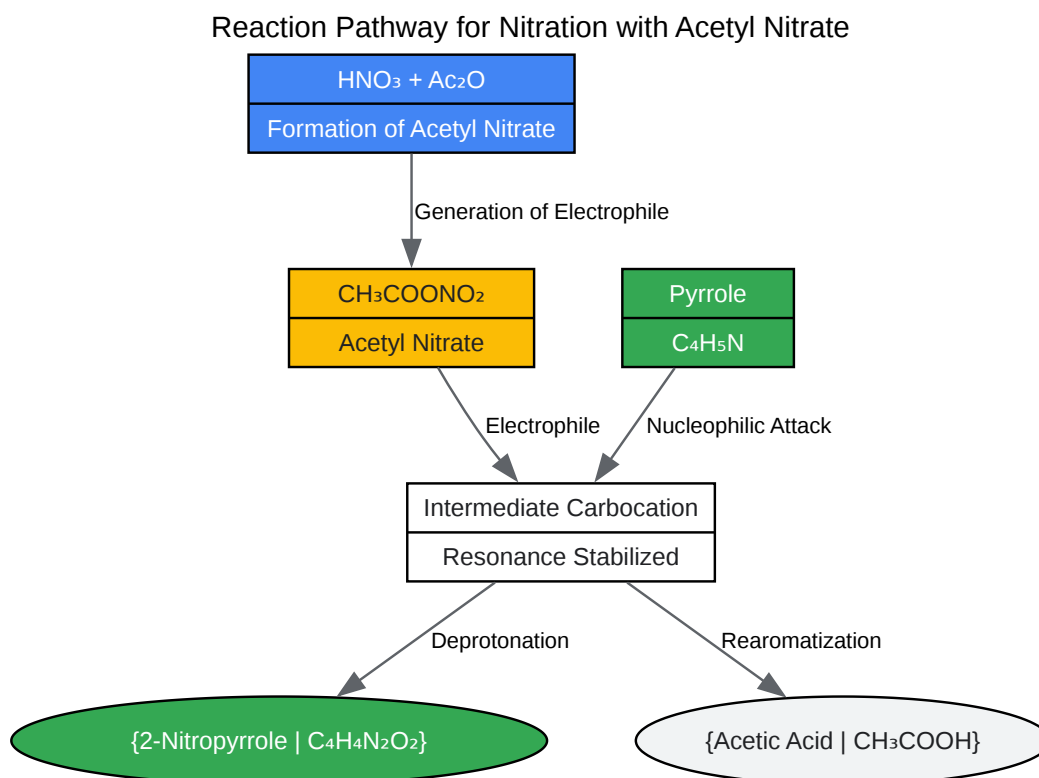 Reaction Pathway for Nitration with Acetyl Nitrate
HNO₃ + Ac₂O
Formation of Acetyl Nitrate
Generation of Electrophile
CH₃COONO₂
Acetyl Nitrate
Pyrrole
C₄H₅N
Electrophile
Nucleophilic Attack
Intermediate Carbocation
Resonance Stabilized
Deprotonation
Rearomatization
{2-Nitropyrrole | C₄H₄N₂O₂}
{Acetic Acid | CH₃COOH}